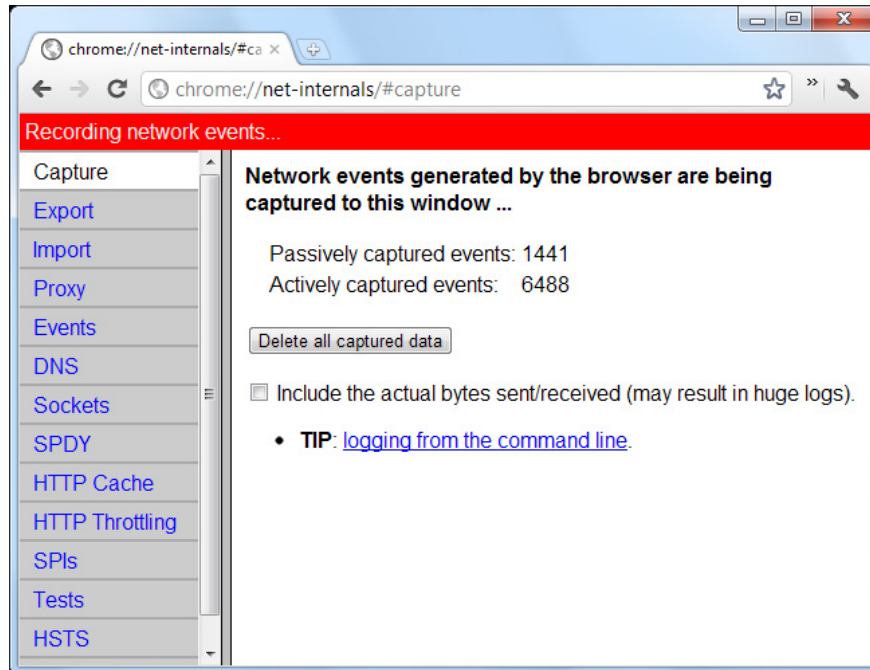 chrome://net-internals/#ca
chrome://net-internals/#capture
Recording network events...
Capture
Export
Import
Proxy
Events
DNS
Sockets
SPDY
HTTP Cache
HTTP Throttling
SPIs
Tests
HSTS
Network events generated by the browser are being
captured to this window ...
Passively captured events: 1441
Actively captured events: 6488
Delete all captured data
Include the actual bytes sent/received (may result in huge logs).
• TIP: logging from the command line.